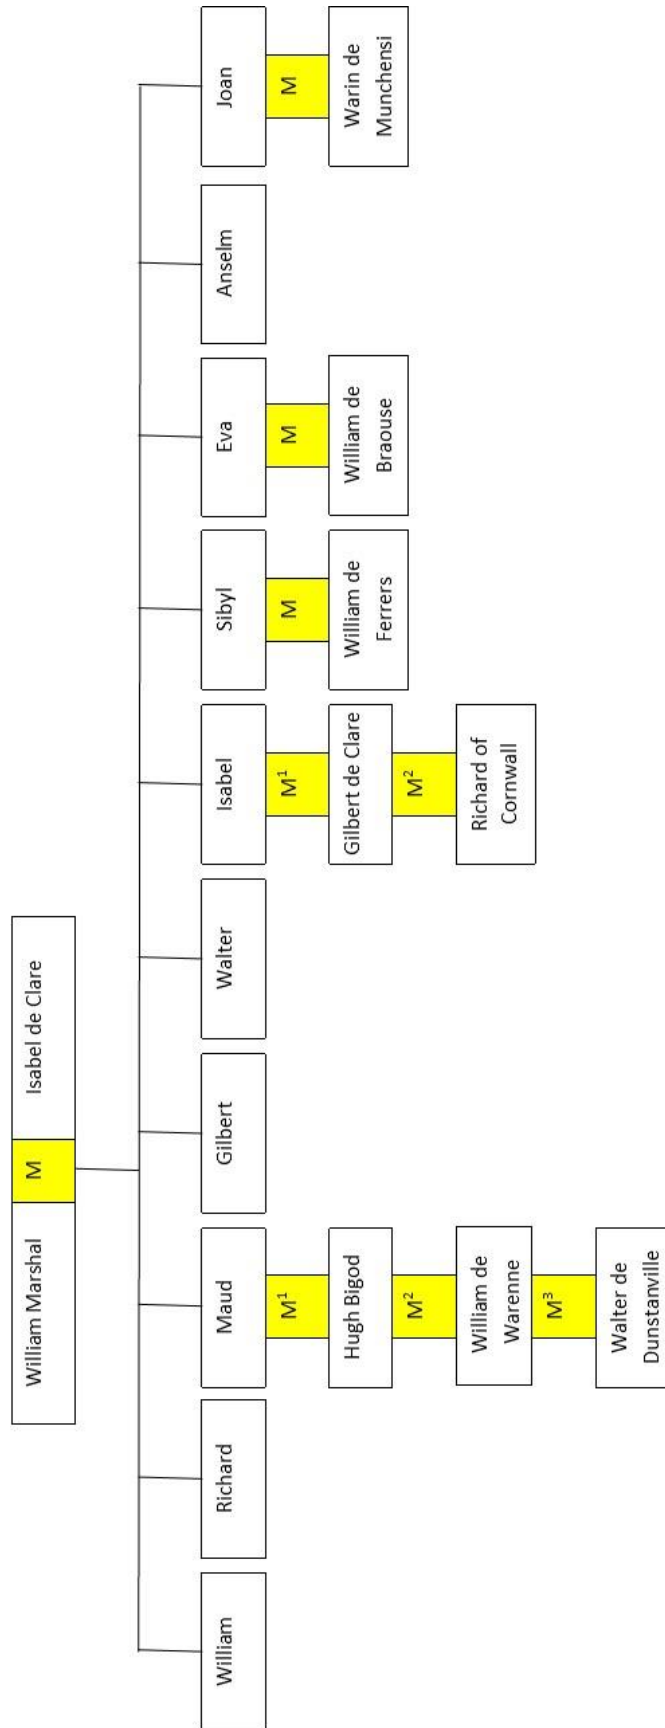 William Marshal
M
Isabel de Clare
William
Richard
Maud
Gilbert
Walter
Isabel
Sibyl
Eva
Anselm
Joan
M¹
M¹
M
M
M
Hugh Bigod
Gilbert de Clare
William de
Ferrers
William de
Braouse
Warin de
Munchensi
M²
M²
William de
Warenne
Richard of
Cornwall
M³
Walter de
Dunstanville